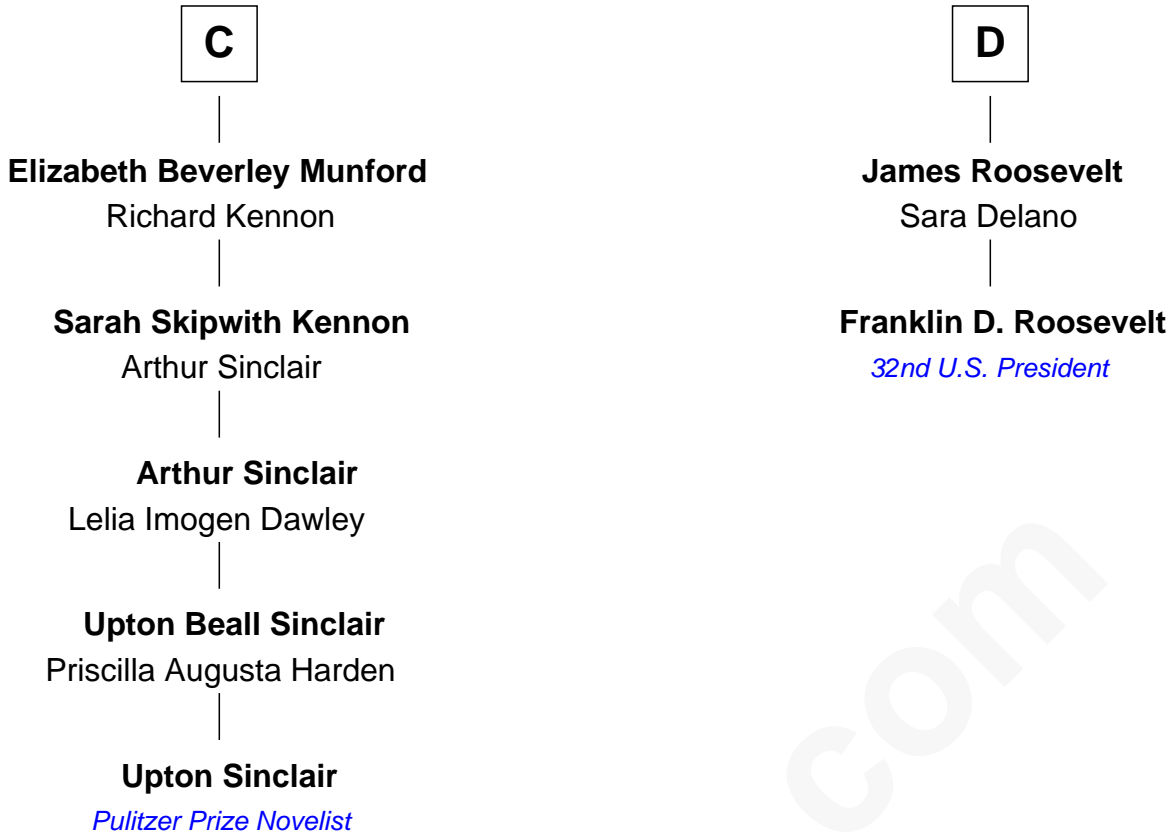 C
Elizabeth Beverley Munford
Richard Kennon
Sarah Skipwith Kennon
Arthur Sinclair
Arthur Sinclair
Lelia Imogen Dawley
Upton Beall Sinclair
Priscilla Augusta Harden
Upton Sinclair
Pulitzer Prize Novelist
D
James Roosevelt
Sara Delano
Franklin D. Roosevelt
32nd U.S. President
com